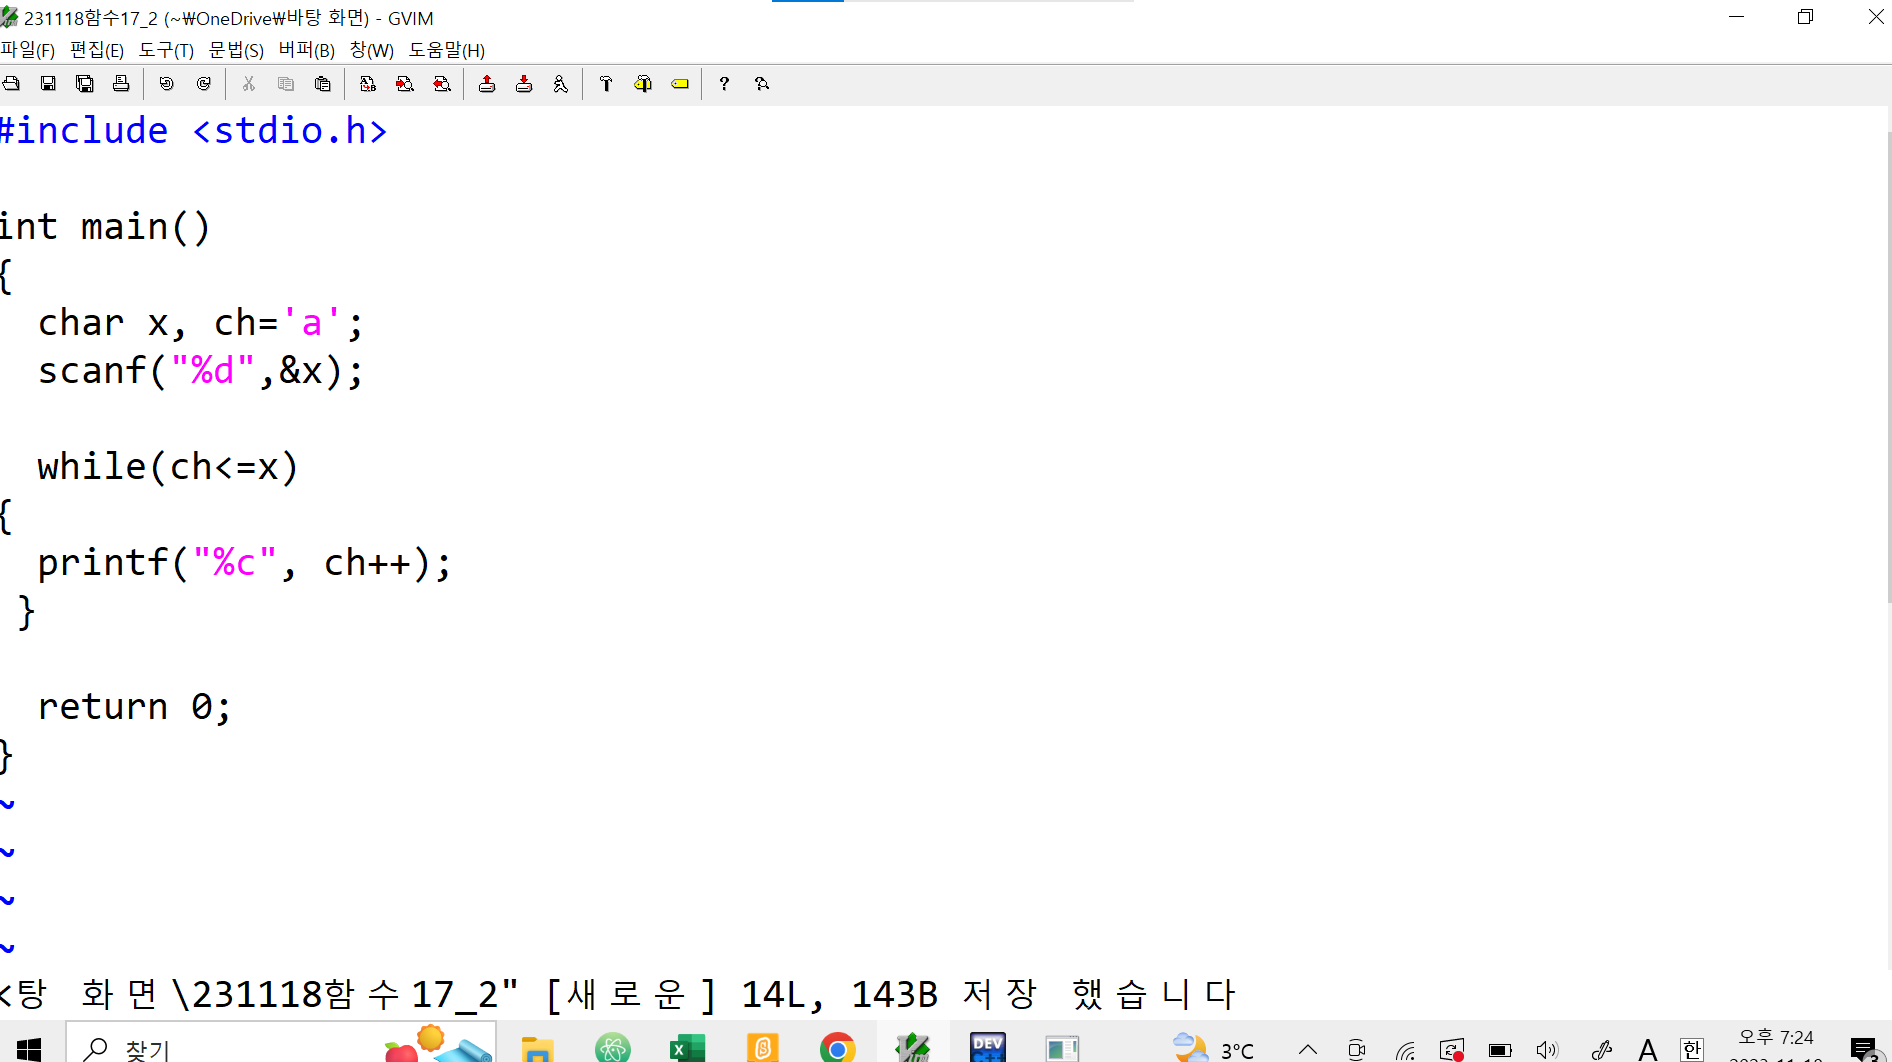 231118함수17_2 (~\OneDrive\바탕 화면) - GVIM
파일(F) 편집(E) 도구(T) 문법(S) 버퍼(B) 창(W) 도움말(H)
#include <stdio.h>
int main()
{
char x, ch='a';
scanf("%d",&x);
while(ch<=x)
{
printf("%c", ch++);
}
return 0;
}
~
~
~
~
<탕 화면\231118함수17_2" [새로운] 14L, 143B 저장 했습니다
찾기
DEV
3°C
A
한
오후 7:24